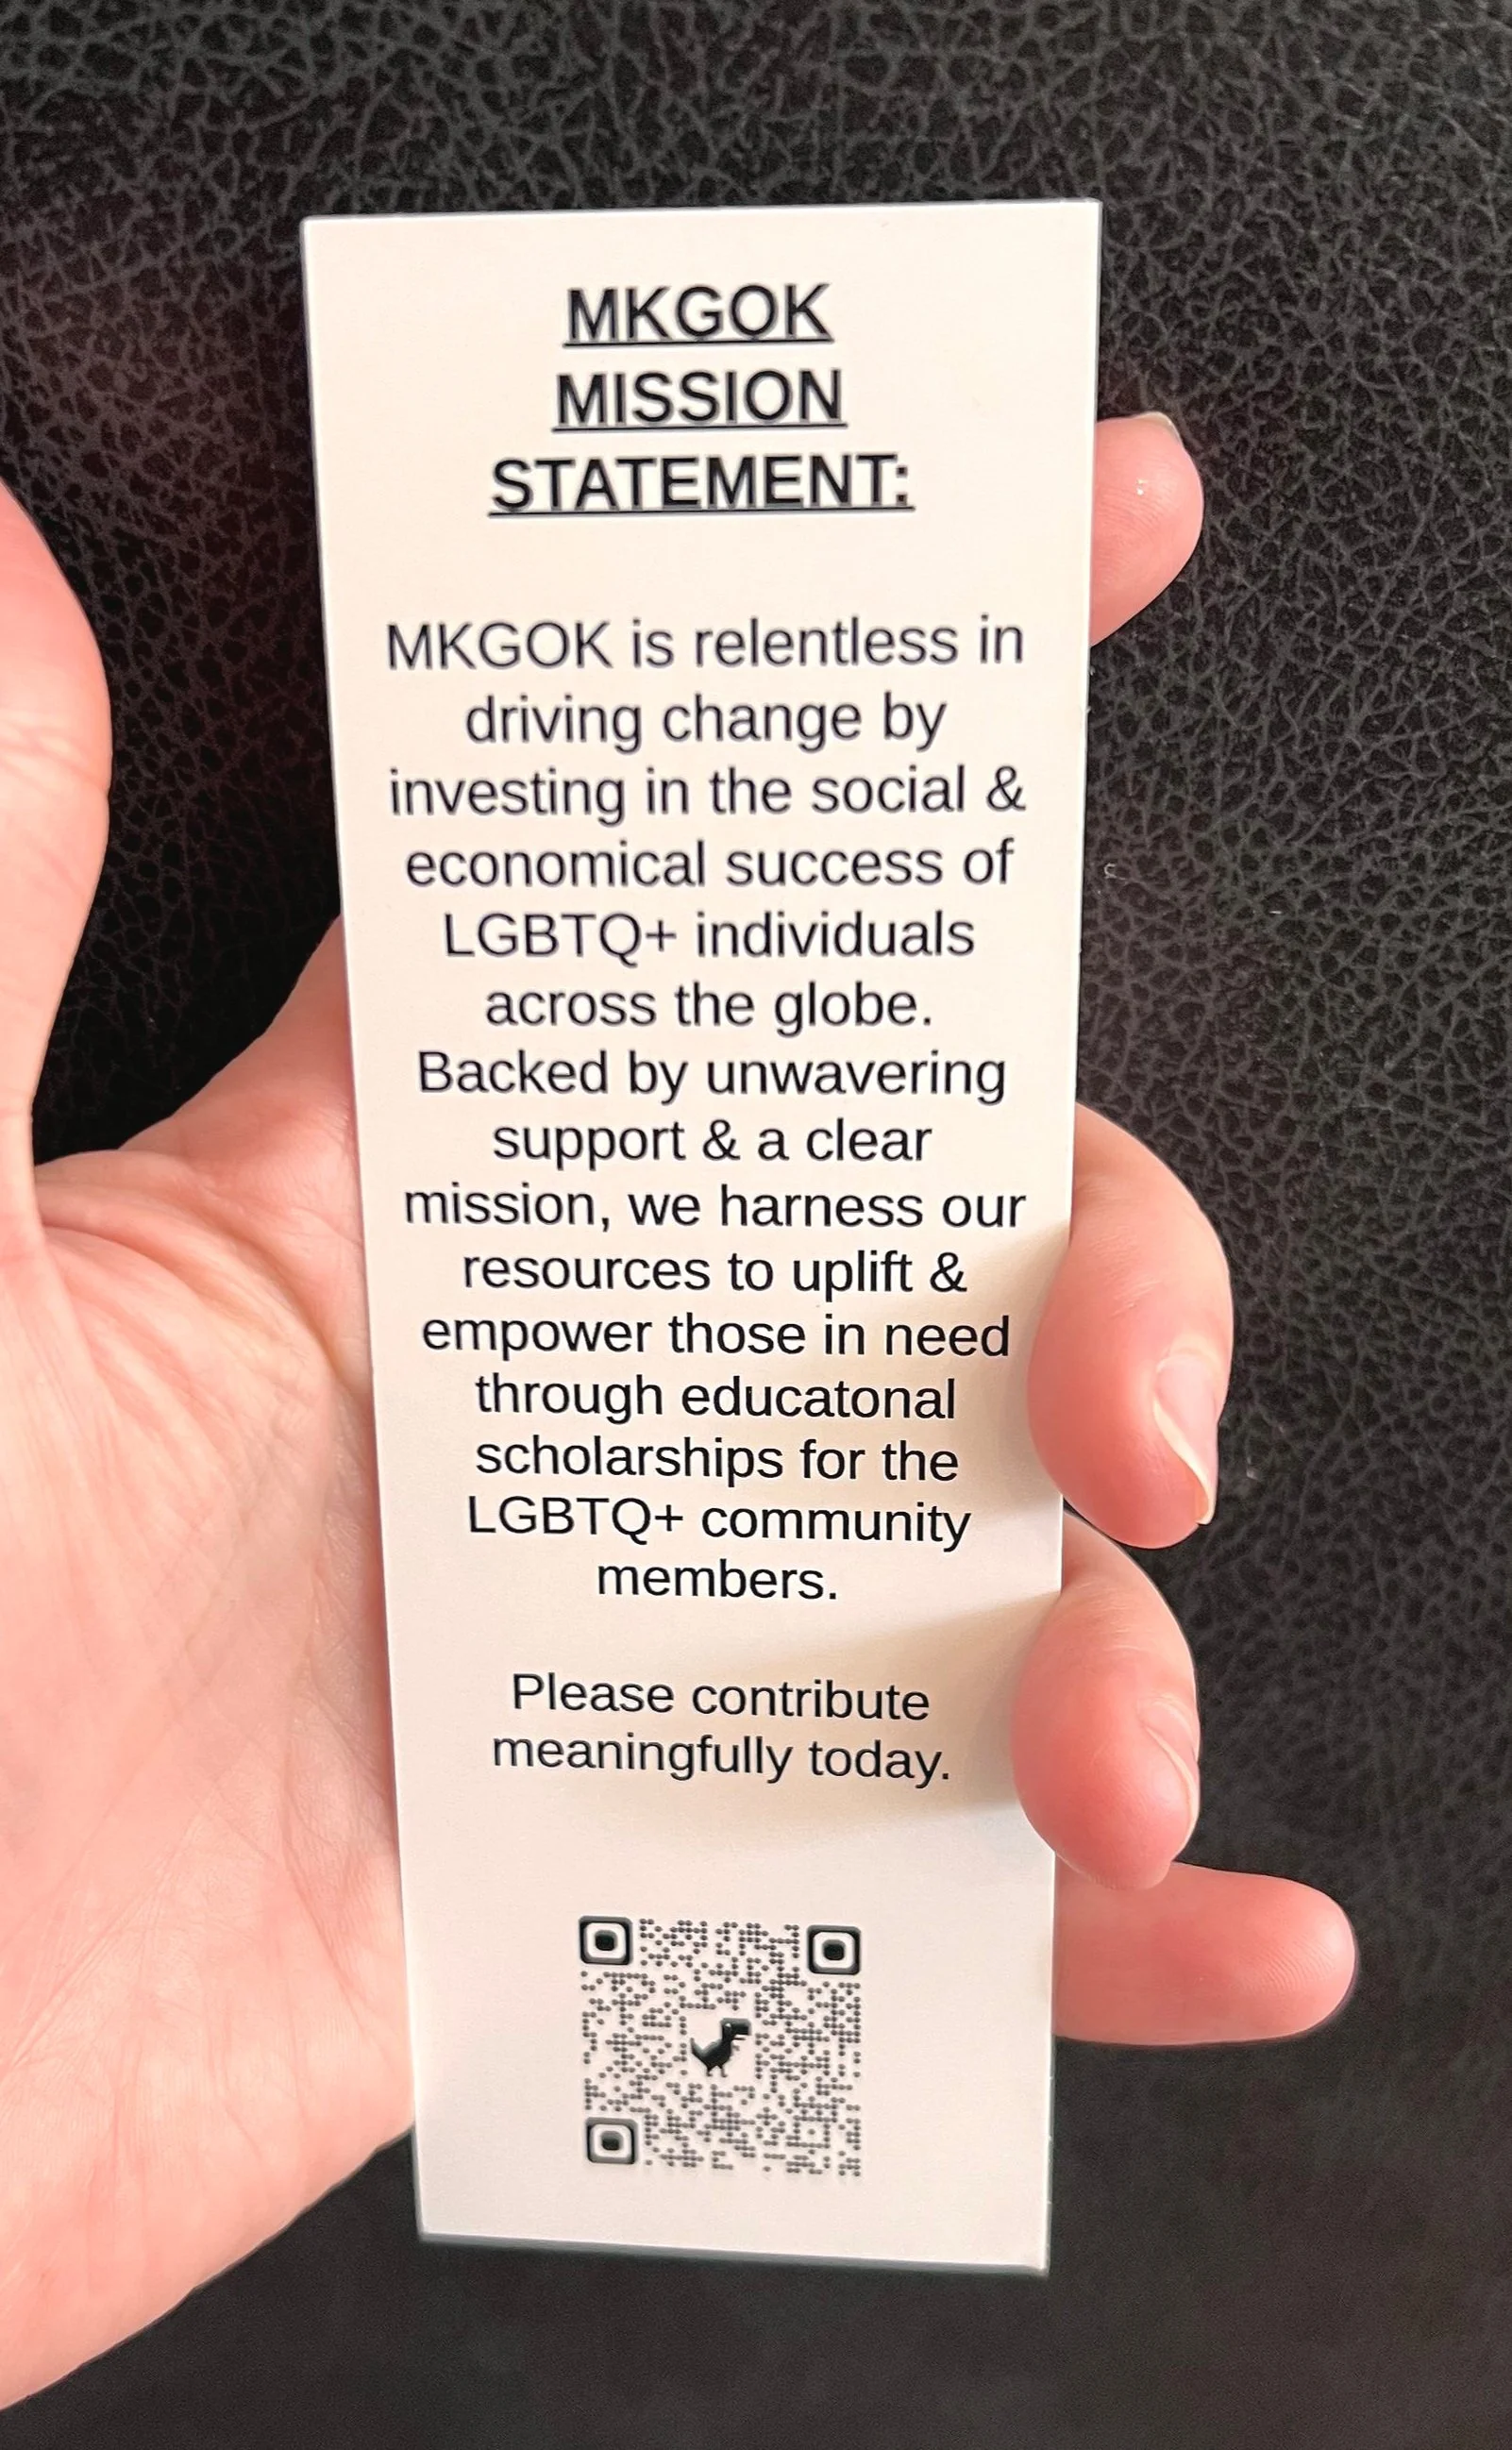 MKGOK
MISSION
STATEMENT:
MKGOK is relentless in
driving change by
investing in the social &
economical success of
LGBTQ+ individuals
across the globe.
Backed by unwavering
support & a clear
mission, we harness our
resources to uplift &
empower those in need
through educatonal
scholarships for the
LGBTQ+ community
members.
Please contribute
meaningfully today.